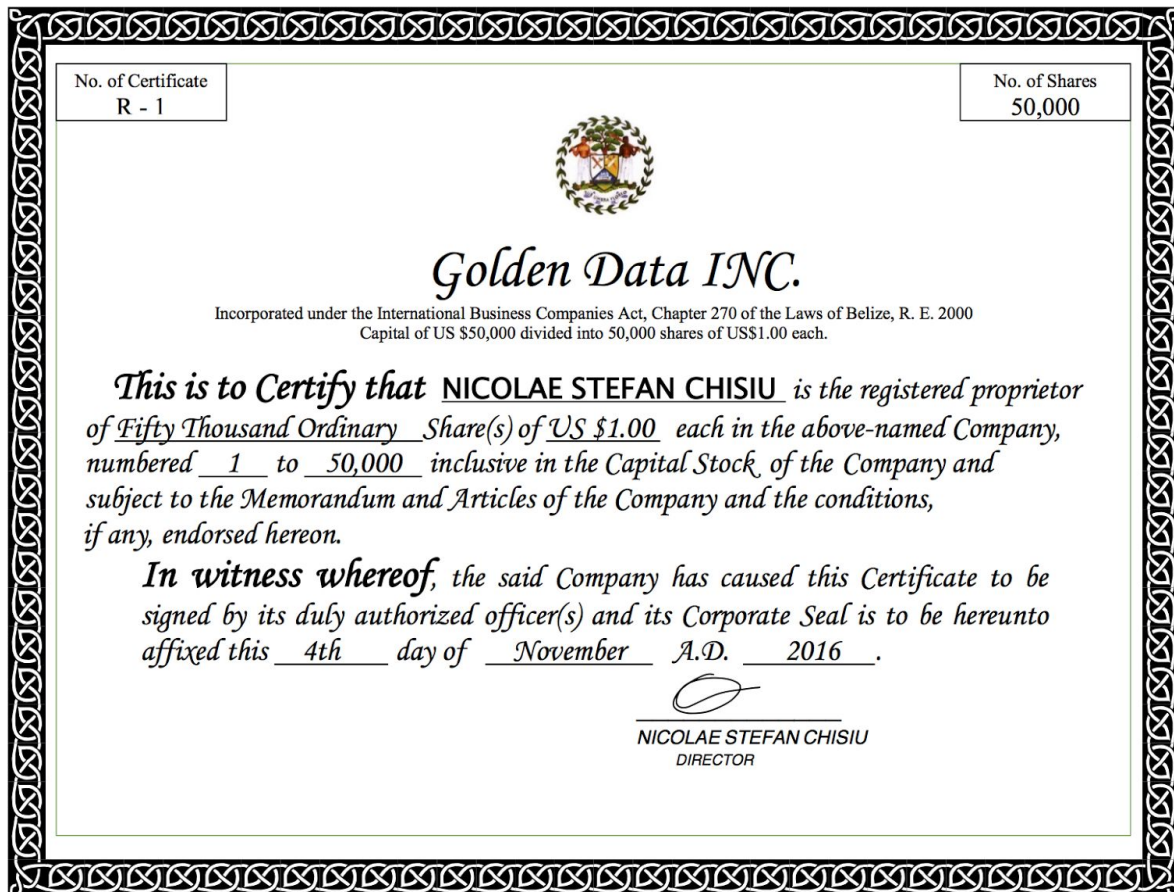 No. of Certificate
R - 1
No. of Shares
50,000
Golden Data INC.
Incorporated under the International Business Companies Act, Chapter 270 of the Laws of Belize, R. E. 2000
Capital of US $50,000 divided into 50,000 shares of US$1.00 each.
This is to Certify that NICOLAE STEFAN CHISIU is the registered proprietor
of Fifty Thousand Ordinary Share(s) of US $1.00 each in the above-named Company,
numbered 1 to 50,000 inclusive in the Capital Stock of the Company and
subject to the Memorandum and Articles of the Company and the conditions,
if any, endorsed hereon.
In witness whereof, the said Company has caused this Certificate to be
signed by its duly authorized officer(s) and its Corporate Seal is to be hereunto
affixed this 4th day of November A.D. 2016.
NICOLAE STEFAN CHISIU
DIRECTOR